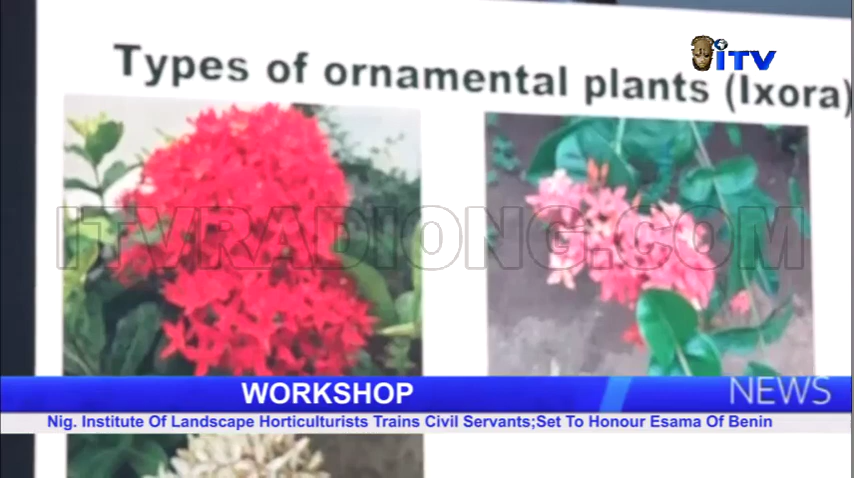 iTV
Types of ornamental plants (Ixora)
ITVRADIONG.COM
WORKSHOP
NEWS
Nig. Institute Of Landscape Horticulturists Trains Civil Servants;Set To Honour Esama Of Benin